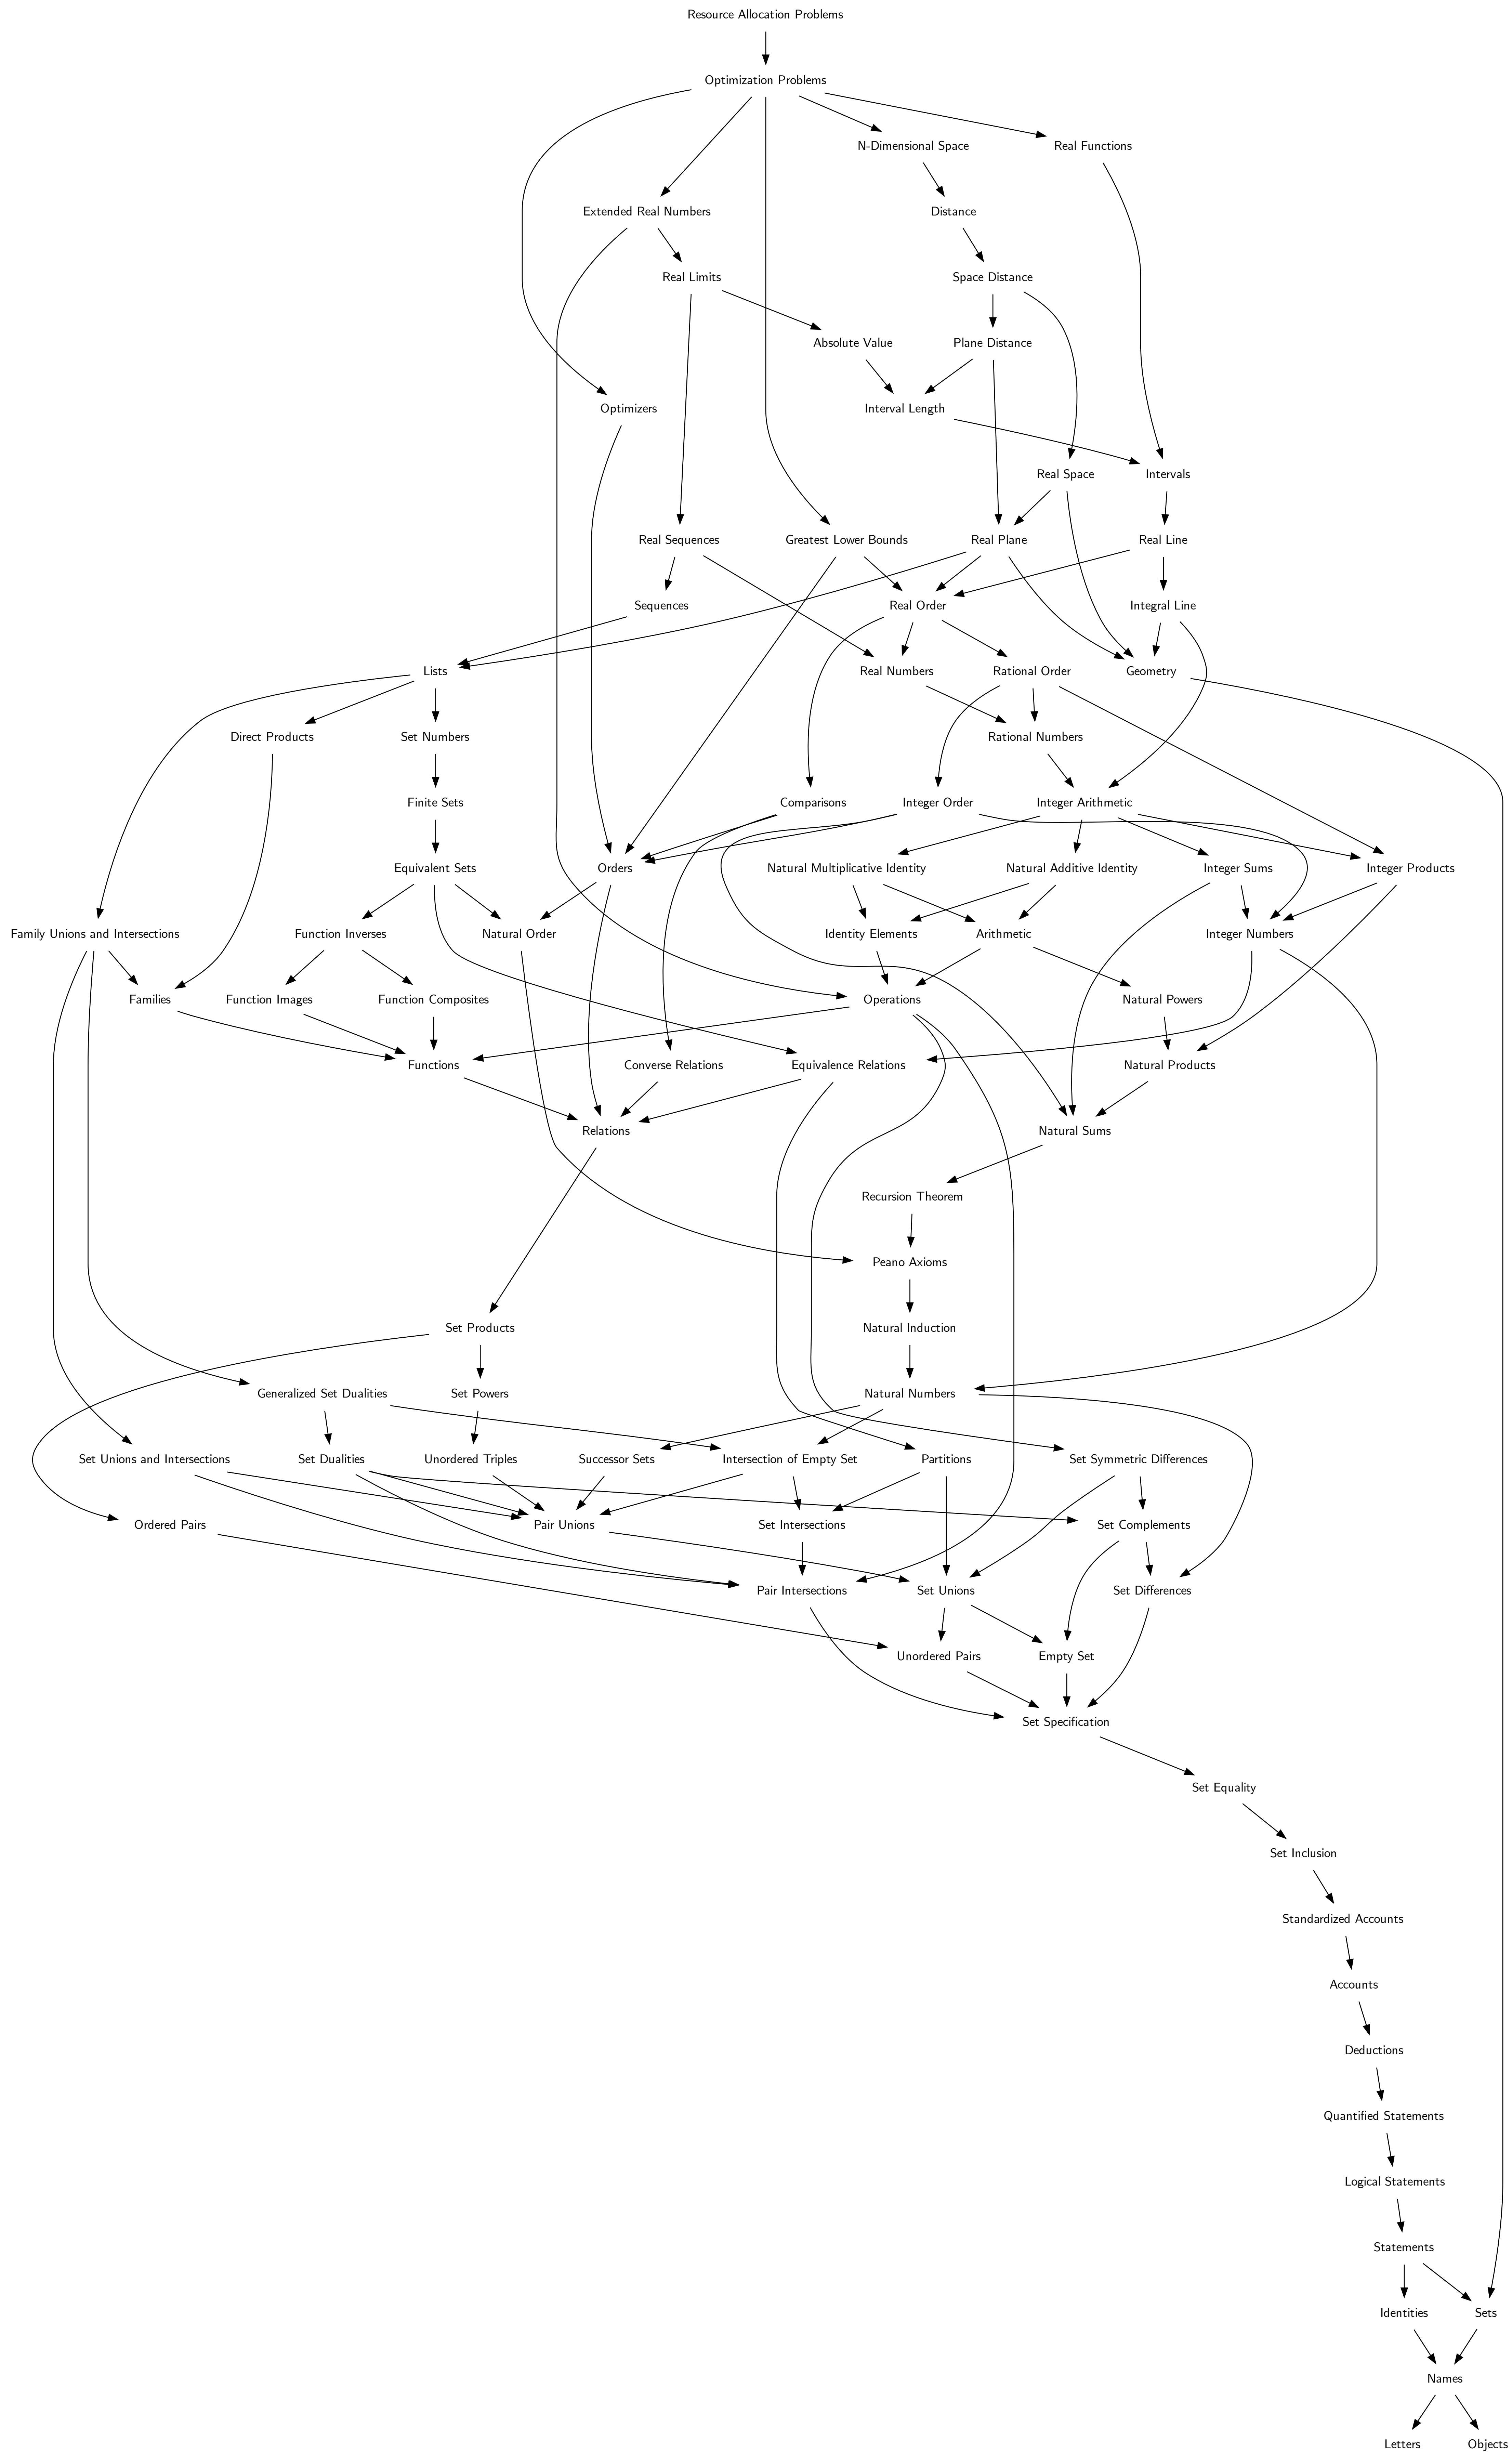 Resource Allocation Problems
Optimization Problems
N-Dimensional Space
Real Functions
Extended Real Numbers
Distance
Real Limits
Space Distance
Absolute Value
Plane Distance
Optimizers
Interval Length
Real Space
Intervals
Real Sequences
Greatest Lower Bounds
Real Plane
Real Line
Sequences
Real Order
Integral Line
Lists
Real Numbers
Rational Order
Geometry
Direct Products
Set Numbers
Rational Numbers
Finite Sets
Comparisons
Integer Order
Integer Arithmetic
Equivalent Sets
Orders
Natural Multiplicative Identity
Natural Additive Identity
Integer Sums
Integer Products
Family Unions and Intersections
Function Inverses
Natural Order
Identity Elements
Arithmetic
Integer Numbers
Families
Function Images
Function Composites
Operations
Natural Powers
Functions
Converse Relations
Equivalence Relations
Natural Products
Relations
Natural Sums
Recursion Theorem
Peano Axioms
Set Products
Natural Induction
Generalized Set Dualities
Set Powers
Natural Numbers
Set Unions and Intersections
Set Dualities
Unordered Triples
Successor Sets
Intersection of Empty Set
Partitions
Set Symmetric Differences
Ordered Pairs
Pair Unions
Set Intersections
Set Complements
Pair Intersections
Set Unions
Set Differences
Unordered Pairs
Empty Set
Set Specification
Set Equality
Set Inclusion
Standardized Accounts
Accounts
Deductions
Quantified Statements
Logical Statements
Statements
Identities
Sets
Names
Letters
Objects